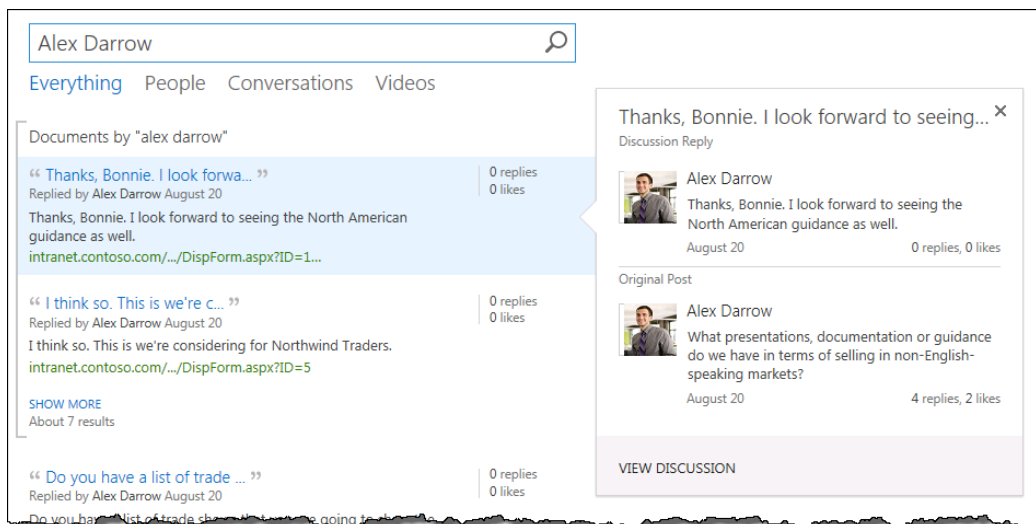 Alex Darrow
Everything People Conversations Videos
Documents by "alex darrow"
“ Thanks, Bonnie. I look forwa... ”
0 replies
Replied by Alex Darrow August 20
0 likes
Thanks, Bonnie. I look forward to seeing the North American
guidance as well.
intranet.contoso.com/.../DispForm.aspx?ID=1...
“ I think so. This is we're c... ”
0 replies
Replied by Alex Darrow August 20
0 likes
I think so. This is we're considering for Northwind Traders.
intranet.contoso.com/.../DispForm.aspx?ID=5
SHOW MORE
About 7 results
“ Do you have a list of trade ... ”
0 replies
Replied by Alex Darrow August 20
0 likes
Do you have list of trade going to
Thanks, Bonnie. I look forward to seeing...
Discussion Reply
Alex Darrow
Thanks, Bonnie. I look forward to seeing the
North American guidance as well.
August 20 0 replies, 0 likes
Original Post
Alex Darrow
What presentations, documentation or guidance
do we have in terms of selling in non-English-
speaking markets?
August 20 4 replies, 2 likes
VIEW DISCUSSION